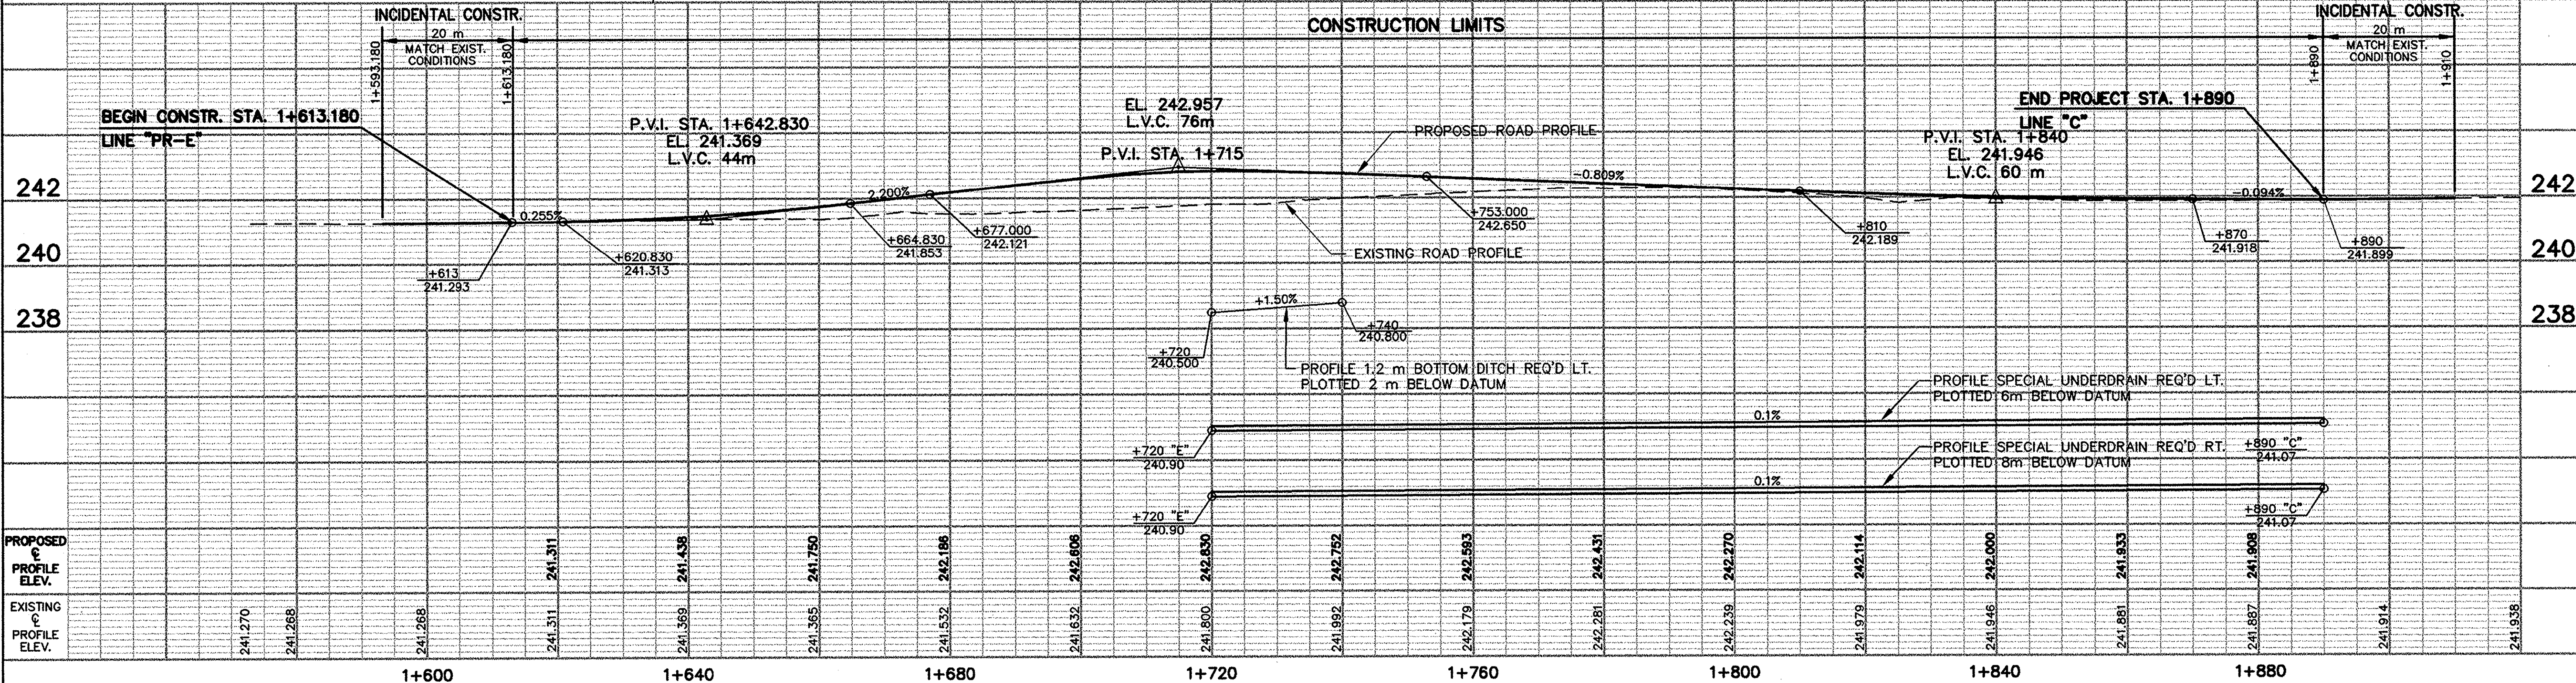 INCIDENTAL CONSTR.
20 m
MATCH EXIST.
CONDITIONS
1+593.180
1+613.180
CONSTRUCTION LIMITS
INCIDENTAL CONSTR.
20 m
MATCH EXIST.
CONDITIONS
1+890
1+910
BEGIN CONSTR. STA. 1+613.180
LINE "PR-E"
P.V.I. STA. 1+642.830
EL. 241.369
L.V.C. 44m
EL. 242.957
L.V.C. 76m
P.V.I. STA. 1+715
PROPOSED ROAD PROFILE
END PROJECT STA. 1+890
LINE "C"
P.V.I. STA. 1+840
EL. 241.946
L.V.C. 60 m
242
242
0.255%
2.200%
-0.809%
-0.094%
+613
241.293
+620.830
241.313
+664.830
241.853
+677.000
242.121
+753.000
242.650
+810
242.189
+870
241.918
+890
241.899
EXISTING ROAD PROFILE
240
240
238
238
+1.50%
+720
240.500
+740
240.800
PROFILE 1.2 m BOTTOM DITCH REQ'D LT.
PLOTTED 2 m BELOW DATUM
PROFILE SPECIAL UNDERDRAIN REQ'D LT.
PLOTTED 6m BELOW DATUM
0.1%
+720 "E"
240.90
+890 "C"
241.07
PROFILE SPECIAL UNDERDRAIN REQ'D RT.
PLOTTED 8m BELOW DATUM
0.1%
+720 "E"
240.90
+890 "C"
241.07
PROPOSED
℄
PROFILE
ELEV.
241.311
241.438
241.750
242.186
242.606
242.830
242.752
242.593
242.431
242.270
242.114
242.000
241.933
241.908
EXISTING
℄
PROFILE
ELEV.
241.270
241.268
241.268
241.311
241.369
241.365
241.532
241.632
241.800
241.992
242.179
242.281
242.239
241.979
241.946
241.881
241.887
241.914
241.938
1+600
1+640
1+680
1+720
1+760
1+800
1+840
1+880